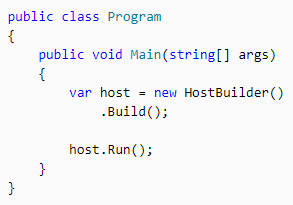 public class Program
{
    public void Main(string[] args)
    {
        var host = new HostBuilder()
            .Build();

        host.Run();
    }
}